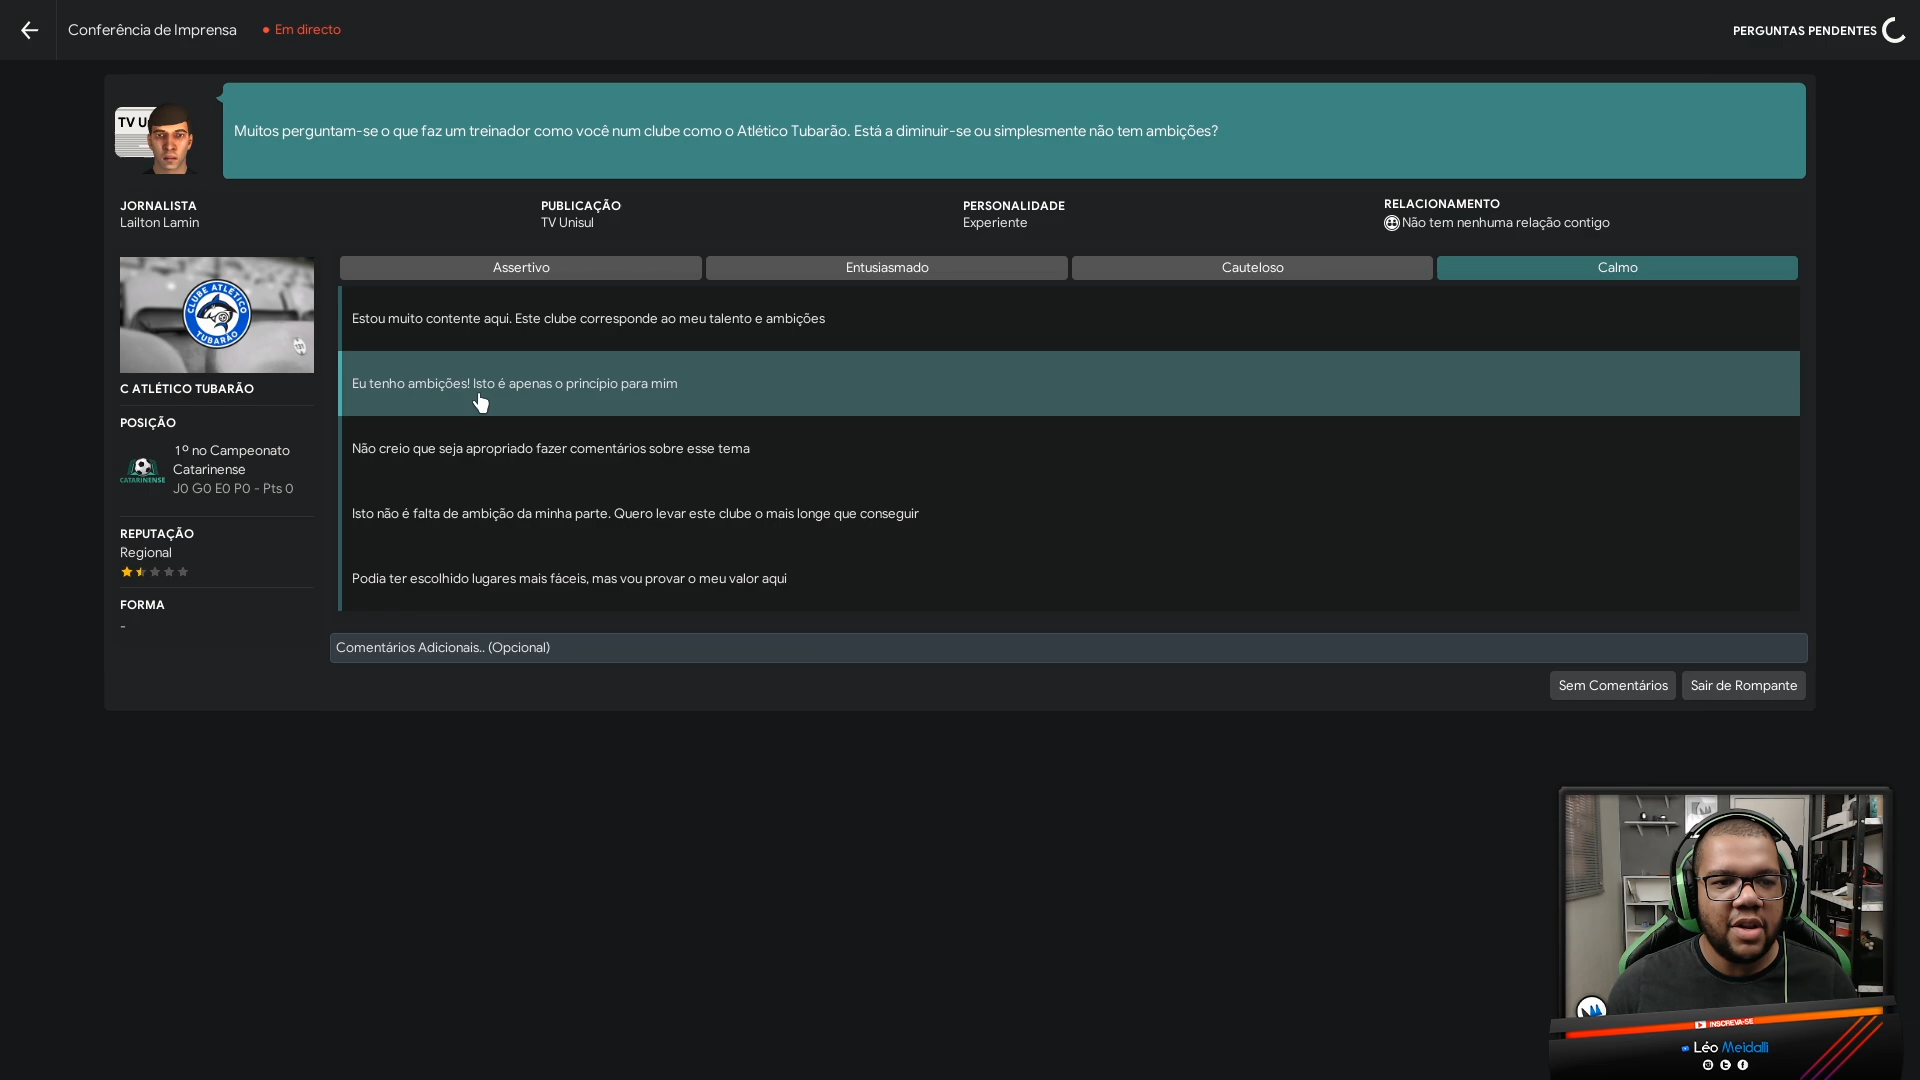 Conferência de Imprensa
Em directo
PERGUNTAS PENDENTES
TV U
Muitos perguntam-se o que faz um treinador como você num clube como o Atlético Tubarão. Está a diminuir-se ou simplesmente não tem ambições?
JORNALISTA
Lailton Lamin
PUBLICAÇÃO
TV Unisul
PERSONALIDADE
Experiente
RELACIONAMENTO
Não tem nenhuma relação contigo
Assertivo
Entusiasmado
Cauteloso
Calmo
CLUBE ATLÉTICO
TUBARÃO
C ATLÉTICO TUBARÃO
POSIÇÃO
1º no Campeonato
Catarinense
J0 G0 E0 P0 - Pts 0
CATARINENSE
REPUTAÇÃO
Regional
FORMA
-
Estou muito contente aqui. Este clube corresponde ao meu talento e ambições
Eu tenho ambições! Isto é apenas o princípio para mim
Não creio que seja apropriado fazer comentários sobre esse tema
Isto não é falta de ambição da minha parte. Quero levar este clube o mais longe que conseguir
Podia ter escolhido lugares mais fáceis, mas vou provar o meu valor aqui
Comentários Adicionais.. (Opcional)
Sem Comentários
Sair de Rompante
INSCREVA-SE
Léo Meidalli